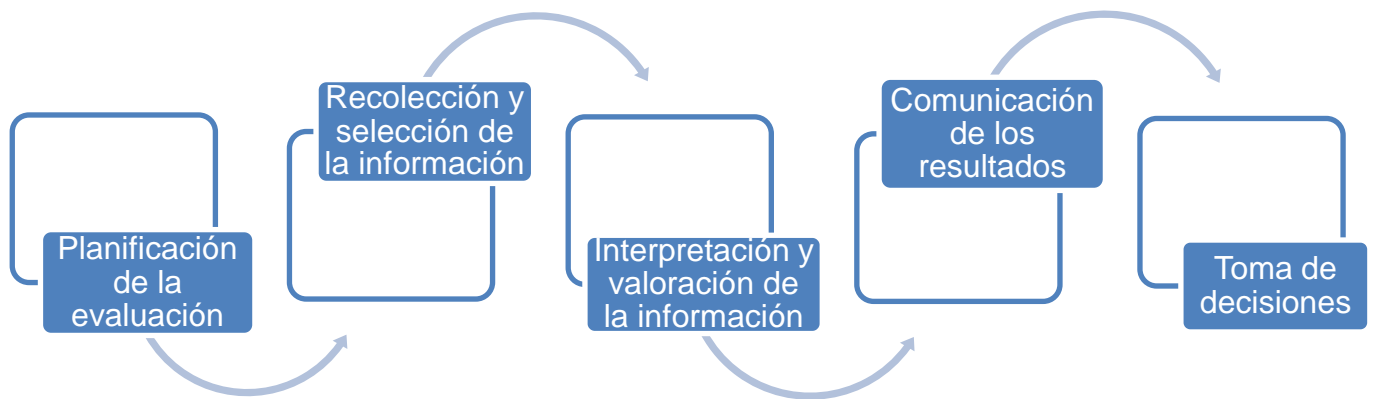 Planificación
de la
evaluación
Recolección y
selección de
la información
Interpretación y
valoración de
la información
Comunicación
de los
resultados
Toma de
decisiones